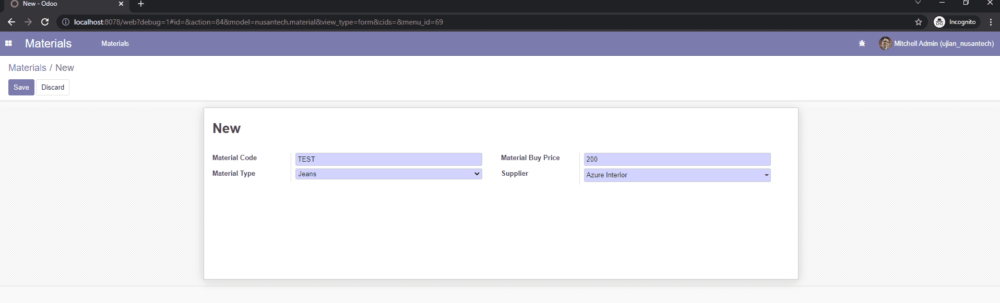 New - Odoo
localhost:8078/web?debug=1#id=&action=84&model=nusantech.material&view_type=form&cids=&menu_id=69
Incognito
Materials
Materials
Mitchell Admin (ujian_nusantech)
Materials / New
Save
Discard
New
Material Code
TEST
Material Buy Price
200
Material Type
Jeans
Supplier
Azure Interior